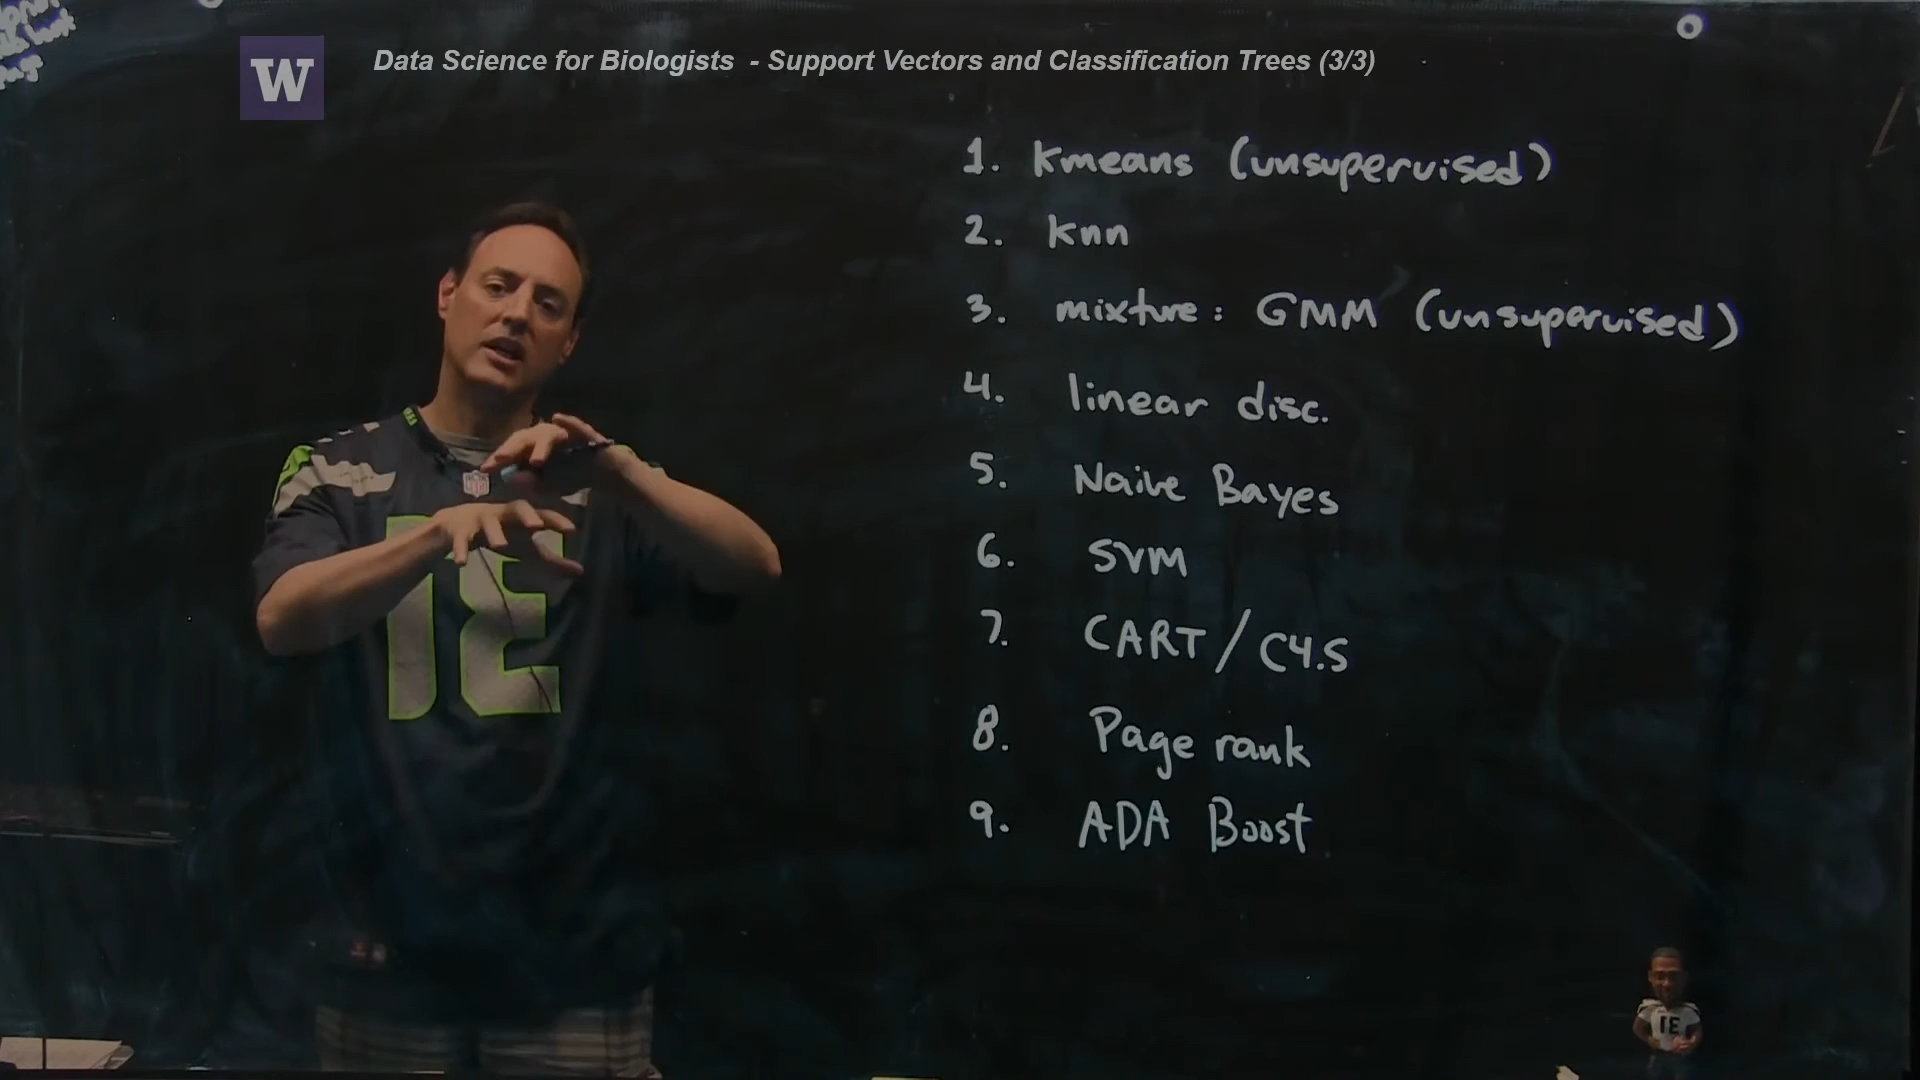 W
Data Science for Biologists - Support Vectors and Classification Trees (3/3)
1. kmeans (unsupervised)
2. knn
3. mixture: GMM (unsupervised)
4. linear disc.
5. Naive Bayes
6. SVM
7. CART / C4.5
8. Page rank
9. ADA Boost